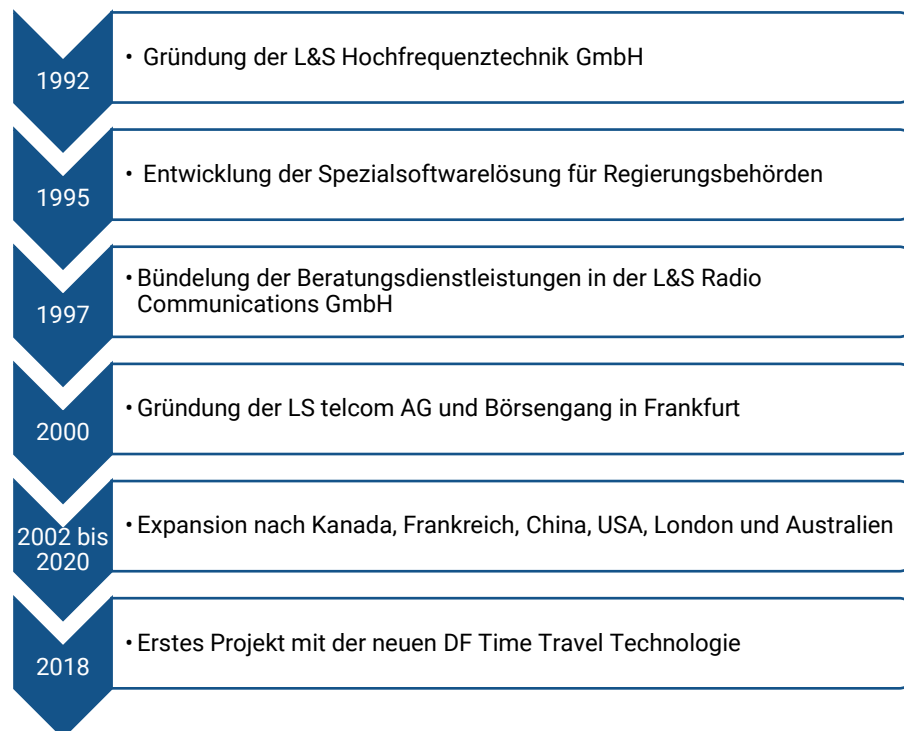 1992
• Gründung der L&S Hochfrequenztechnik GmbH
1995
• Entwicklung der Spezialsoftwarelösung für Regierungsbehörden
1997
• Bündelung der Beratungsdienstleistungen in der L&S Radio
Communications GmbH
2000
• Gründung der LS telcom AG und Börsengang in Frankfurt
2002 bis
2020
• Expansion nach Kanada, Frankreich, China, USA, London und Australien
2018
• Erstes Projekt mit der neuen DF Time Travel Technologie